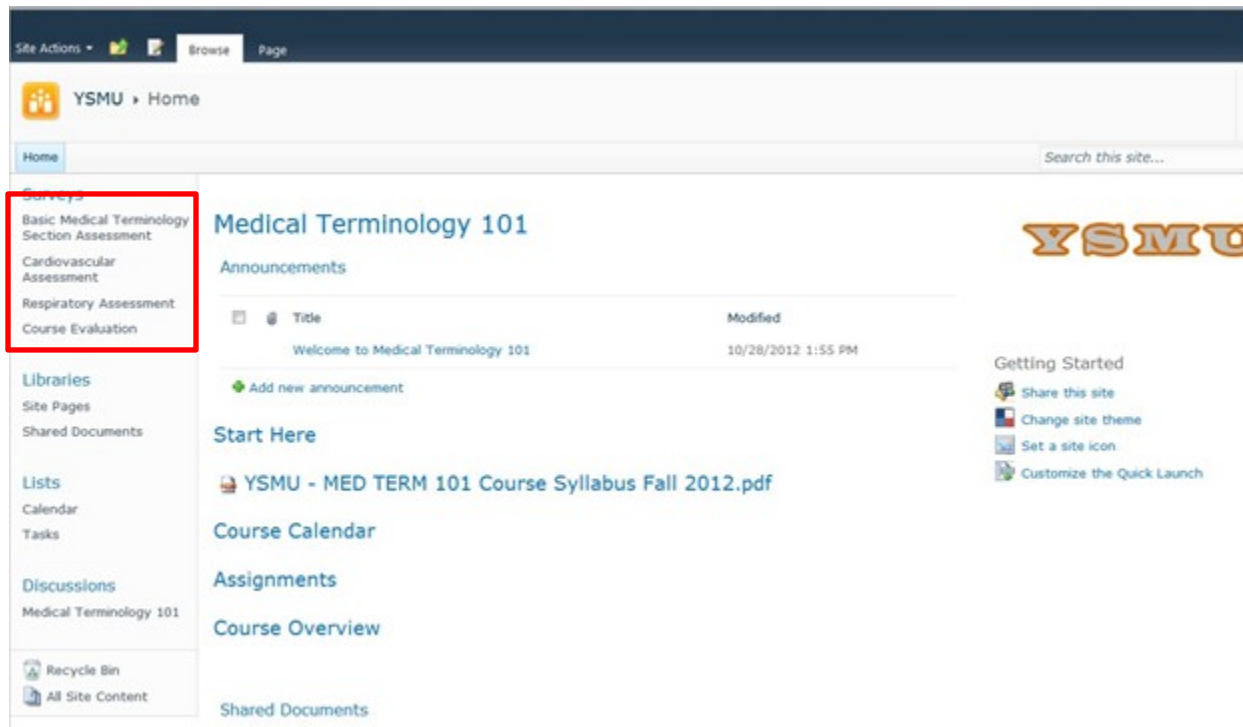 Site Actions
Browse
Page
YSMU ▸ Home
Home
Search this site...
Surveys
Basic Medical Terminology
Section Assessment
Cardiovascular
Assessment
Respiratory Assessment
Course Evaluation
Libraries
Site Pages
Shared Documents
Lists
Calendar
Tasks
Discussions
Medical Terminology 101
Recycle Bin
All Site Content
Medical Terminology 101
Announcements
Title Modified
Welcome to Medical Terminology 101 10/28/2012 1:55 PM
Add new announcement
Start Here
YSMU - MED TERM 101 Course Syllabus Fall 2012.pdf
Course Calendar
Assignments
Course Overview
Shared Documents
YSMU
Getting Started
Share this site
Change site theme
Set a site icon
Customize the Quick Launch